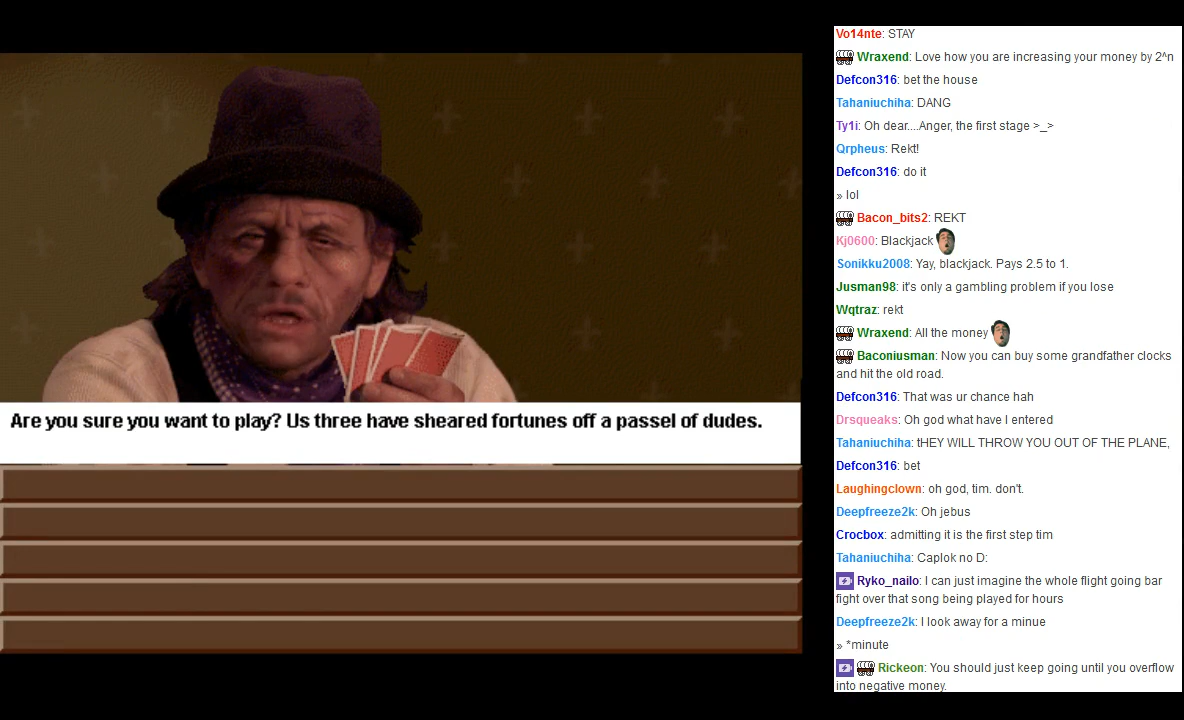 Are you sure you want to play? Us three have sheared fortunes off a passel of dudes.
Vo14nte: STAY
Wraxend: Love how you are increasing your money by 2^n
Defcon316: bet the house
Tahaniuchiha: DANG
Ty1i: Oh dear....Anger, the first stage >_>
Qrpheus: Rekt!
Defcon316: do it
» lol
Bacon_bits2: REKT
Kj0600: Blackjack
Sonikku2008: Yay, blackjack. Pays 2.5 to 1.
Jusman98: it's only a gambling problem if you lose
Wqtraz: rekt
Wraxend: All the money
Baconiusman: Now you can buy some grandfather clocks
and hit the old road.
Defcon316: That was ur chance hah
Drsqueaks: Oh god what have I entered
Tahaniuchiha: tHEY WILL THROW YOU OUT OF THE PLANE,
Defcon316: bet
Laughingclown: oh god, tim. don't.
Deepfreeze2k: Oh jebus
Crocbox: admitting it is the first step tim
Tahaniuchiha: Caplok no D:
Ryko_nailo: I can just imagine the whole flight going bar
fight over that song being played for hours
Deepfreeze2k: I look away for a minue
» *minute
Rickeon: You should just keep going until you overflow
into negative money.